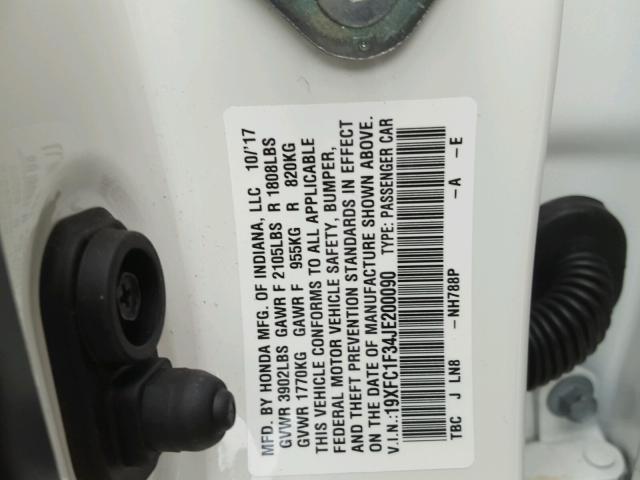 MFD. BY HONDA MFG. OF INDIANA, LLC 10/'17
GVWR 3902LBS GAWR F 2105LBS R 1808LBS
GVWR 1770KG GAWR F 955KG R 820KG
THIS VEHICLE CONFORMS TO ALL APPLICABLE
FEDERAL MOTOR VEHICLE SAFETY, BUMPER,
AND THEFT PREVENTION STANDARDS IN EFFECT
ON THE DATE OF MANUFACTURE SHOWN ABOVE.
V.I.N.:19XFC1F34JE200090 TYPE: PASSENGER CAR
TBC J LN8 -NH788P -A -E